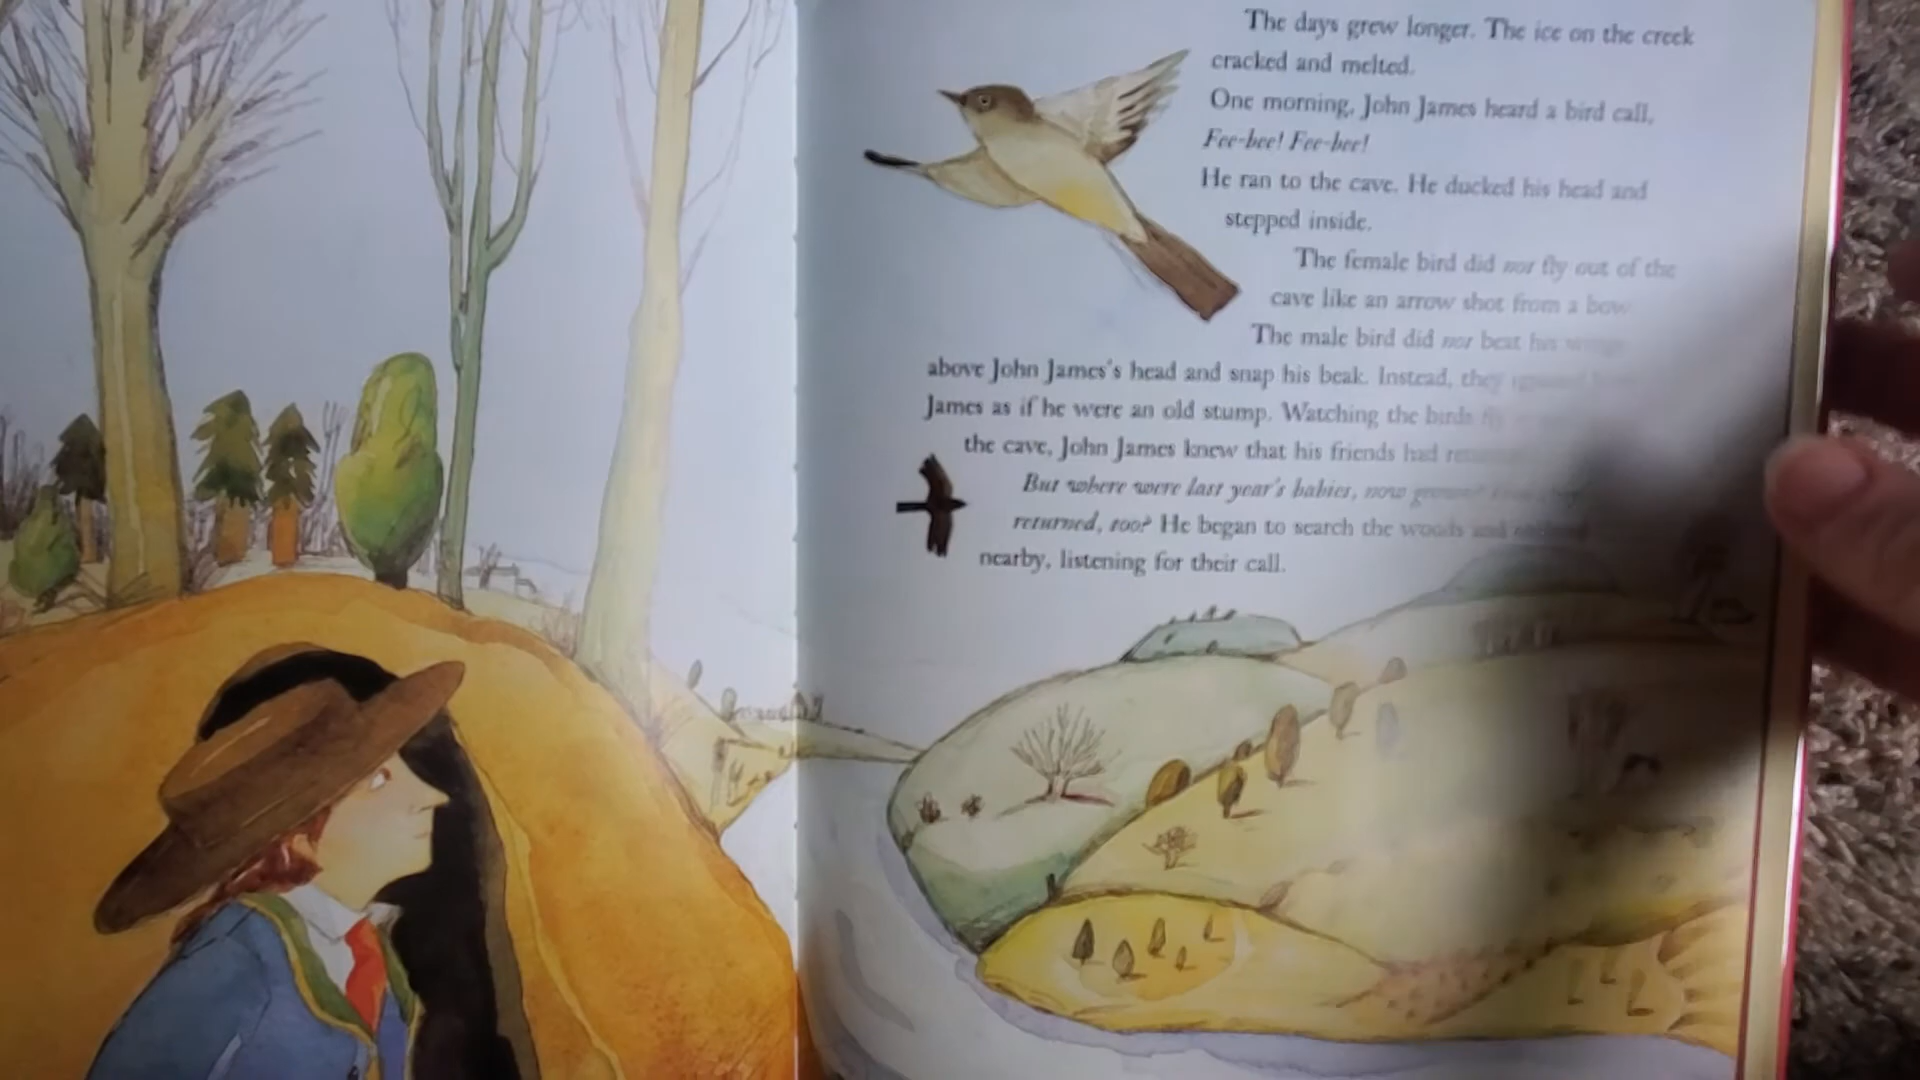 The days grew longer. The ice on the creek
cracked and melted.
One morning, John James heard a bird call,
Fee-bee! Fee-bee!
He ran to the cave. He ducked his head and
stepped inside.
The female bird did not fly out of the
cave like an arrow shot from a bow
The male bird did not beat his wings
above John James's head and snap his beak. Instead, they
James as if he were an old stump. Watching the birds
the cave, John James knew that his friends had
But where were last year's babies, now
returned, too? He began to search the woods and
nearby, listening for their call.